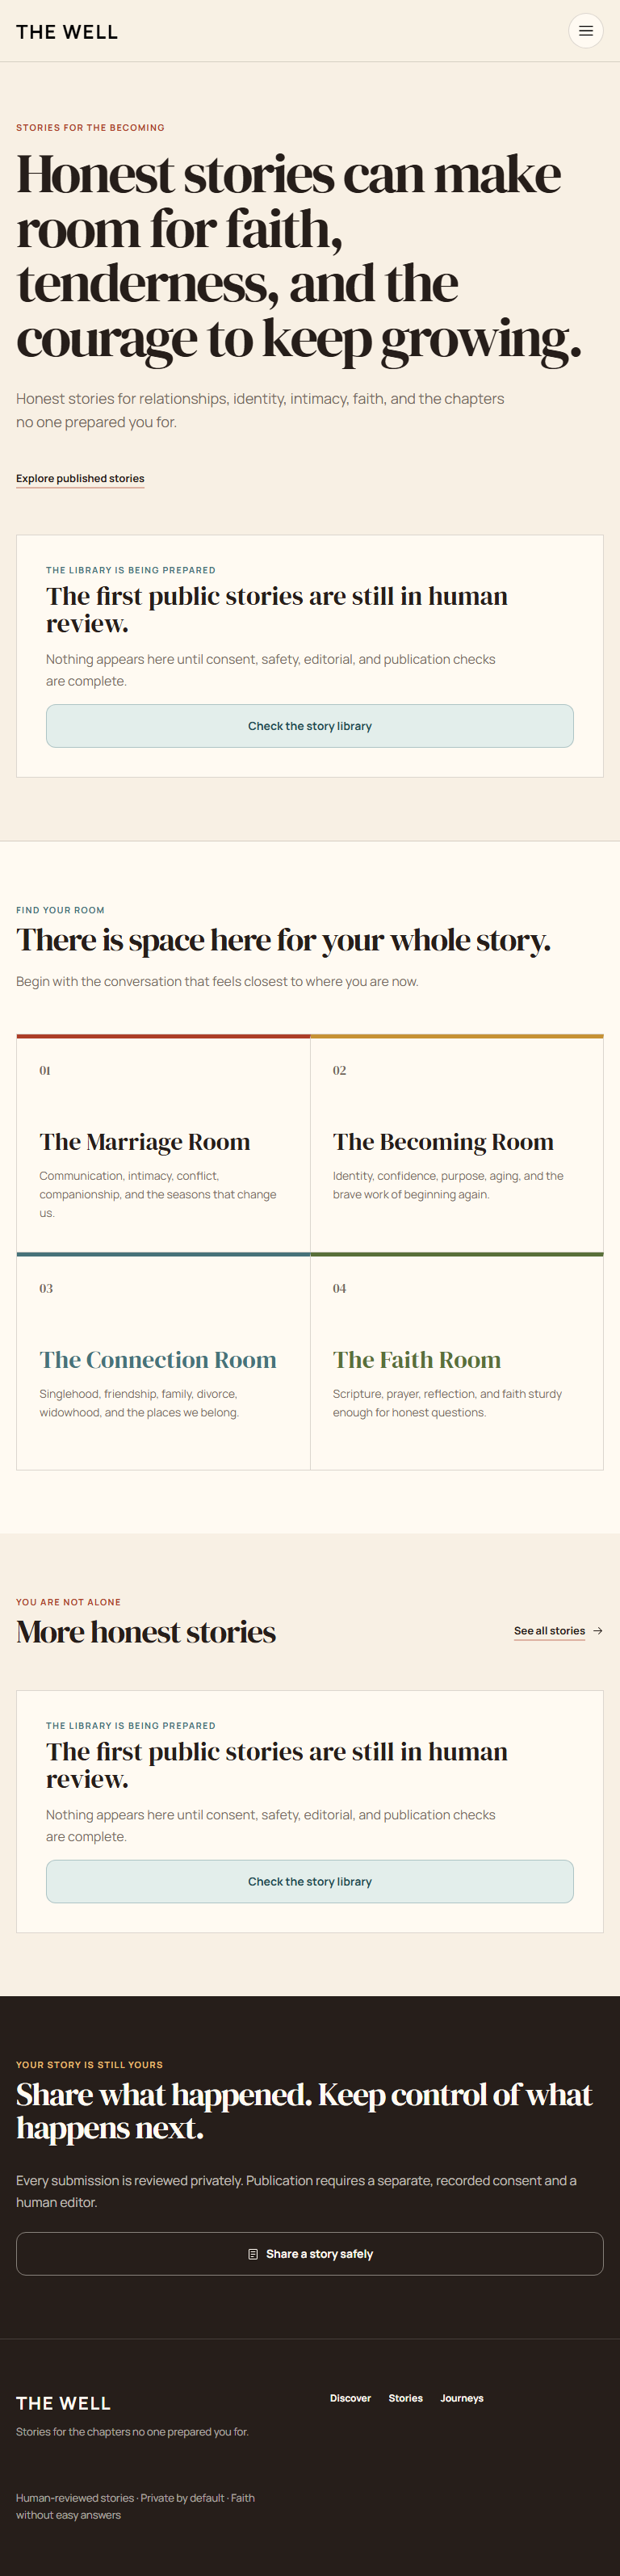 THE WELL
STORIES FOR THE BECOMING
Honest stories can make
room for faith,
tenderness, and the
courage to keep growing.
Honest stories for relationships, identity, intimacy, faith, and the chapters
no one prepared you for.
Explore published stories
THE LIBRARY IS BEING PREPARED
The first public stories are still in human
review.
Nothing appears here until consent, safety, editorial, and publication checks
are complete.
Check the story library
FIND YOUR ROOM
There is space here for your whole story.
Begin with the conversation that feels closest to where you are now.
01
The Marriage Room
Communication, intimacy, conflict,
companionship, and the seasons that change
us.
02
The Becoming Room
Identity, confidence, purpose, aging, and the
brave work of beginning again.
03
The Connection Room
Singlehood, friendship, family, divorce,
widowhood, and the places we belong.
04
The Faith Room
Scripture, prayer, reflection, and faith sturdy
enough for honest questions.
YOU ARE NOT ALONE
More honest stories
See all stories →
THE LIBRARY IS BEING PREPARED
The first public stories are still in human
review.
Nothing appears here until consent, safety, editorial, and publication checks
are complete.
Check the story library
YOUR STORY IS STILL YOURS
Share what happened. Keep control of what
happens next.
Every submission is reviewed privately. Publication requires a separate, recorded consent and a
human editor.
Share a story safely
THE WELL
Stories for the chapters no one prepared you for.
Discover Stories Journeys
Human-reviewed stories · Private by default · Faith
without easy answers